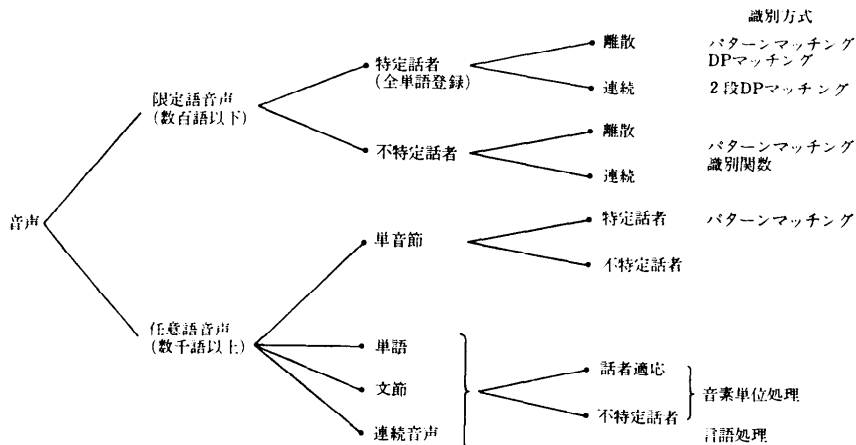 識別方式
離散
パターンマッチング
DPマッチング
特定話者
(全単語登録)
連続
2段DPマッチング
限定語音声
(数百語以下)
離散
不特定話者
パターンマッチング
識別関数
連続
音声
特定話者
パターンマッチング
単音節
不特定話者
任意語音声
(数千語以上)
単語
話者適応
文節
音素単位処理
不特定話者
連続音声
言語処理